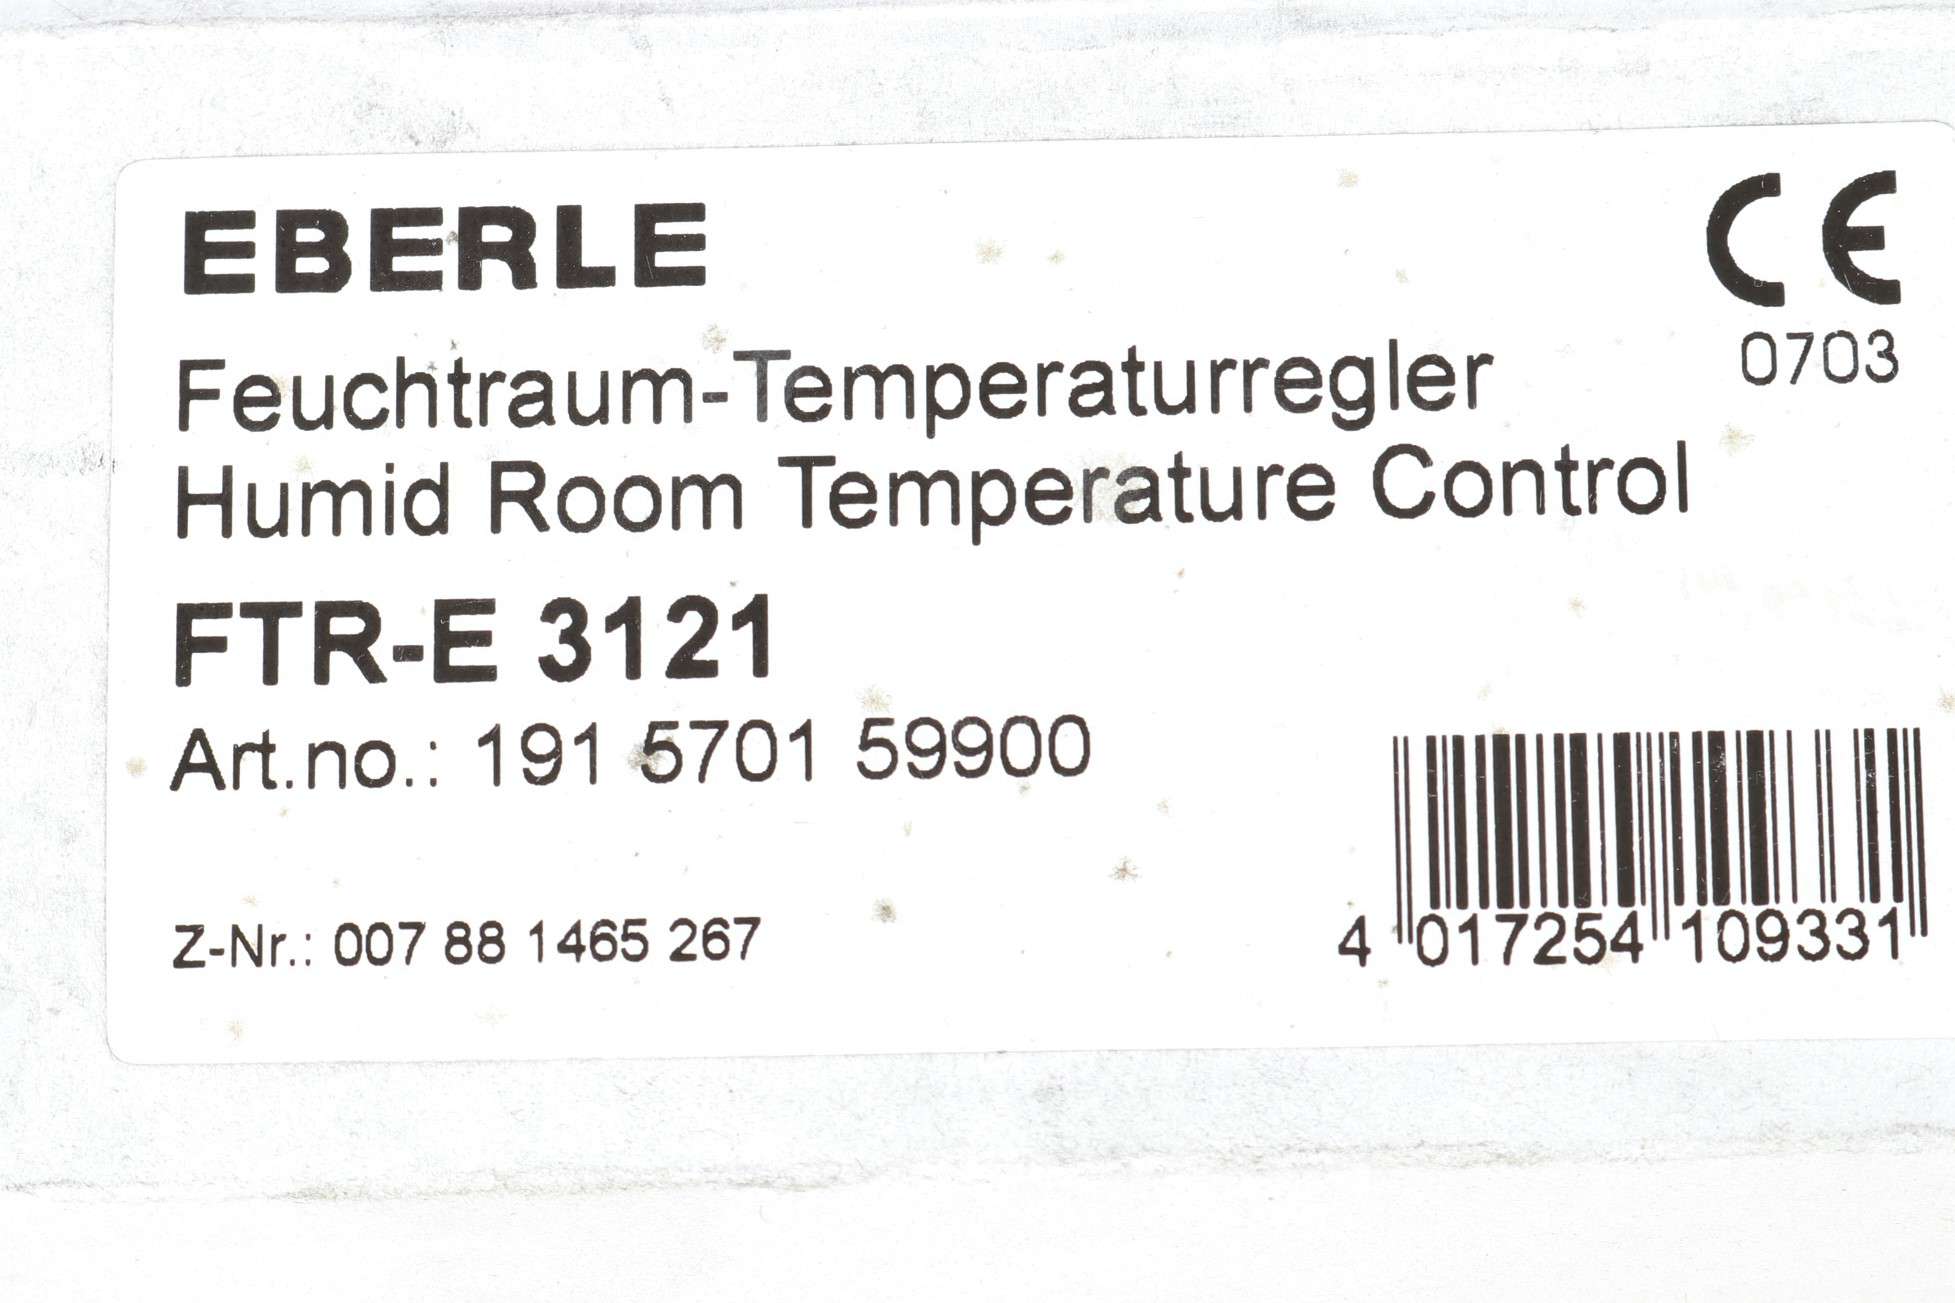 EBERLE
CE
0703
Feuchtraum-Temperaturregler
Humid Room Temperature Control
FTR-E 3121
Art.no.: 191 5701 59900
Z-Nr.: 007 88 1465 267
4 017254 109331